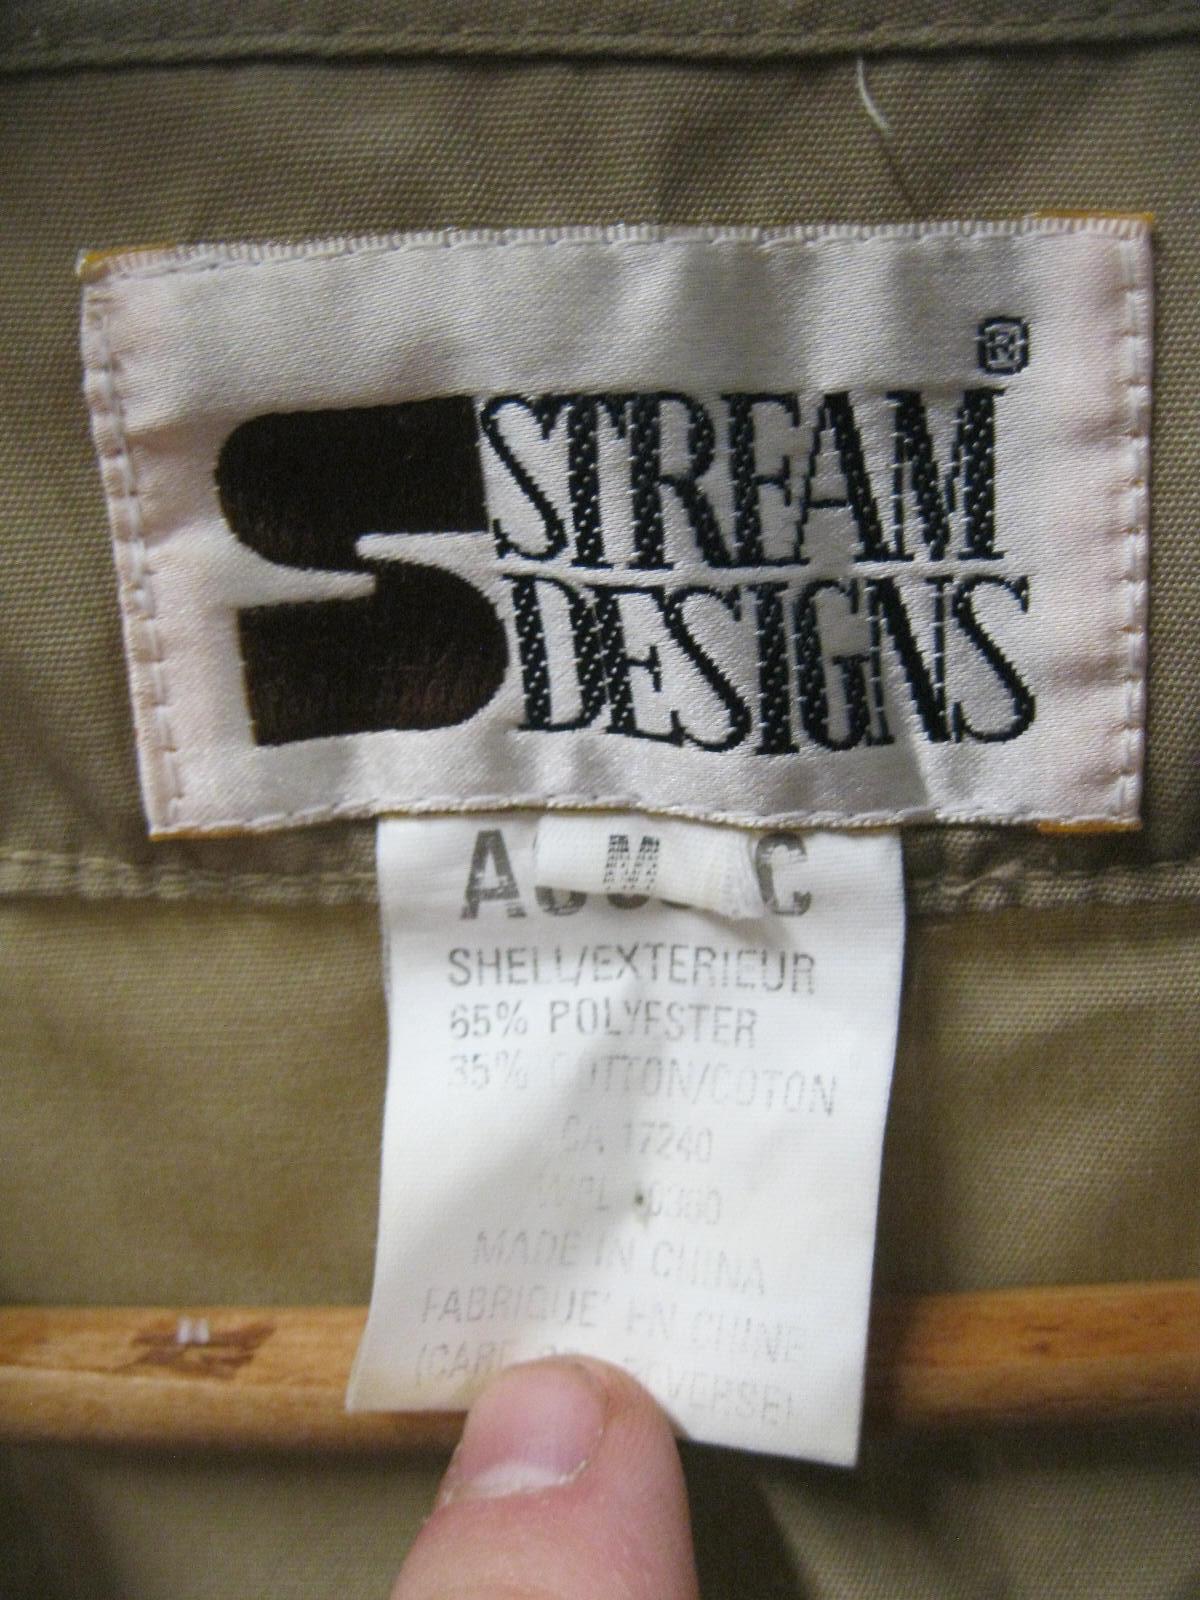 ®
STREAM
DESIGNS
M
SHELL/EXTERIEUR
65% POLYESTER
35% COTTON/COTON
CA 17240
MADE IN CHINA
FABRIQUE' EN CHINE